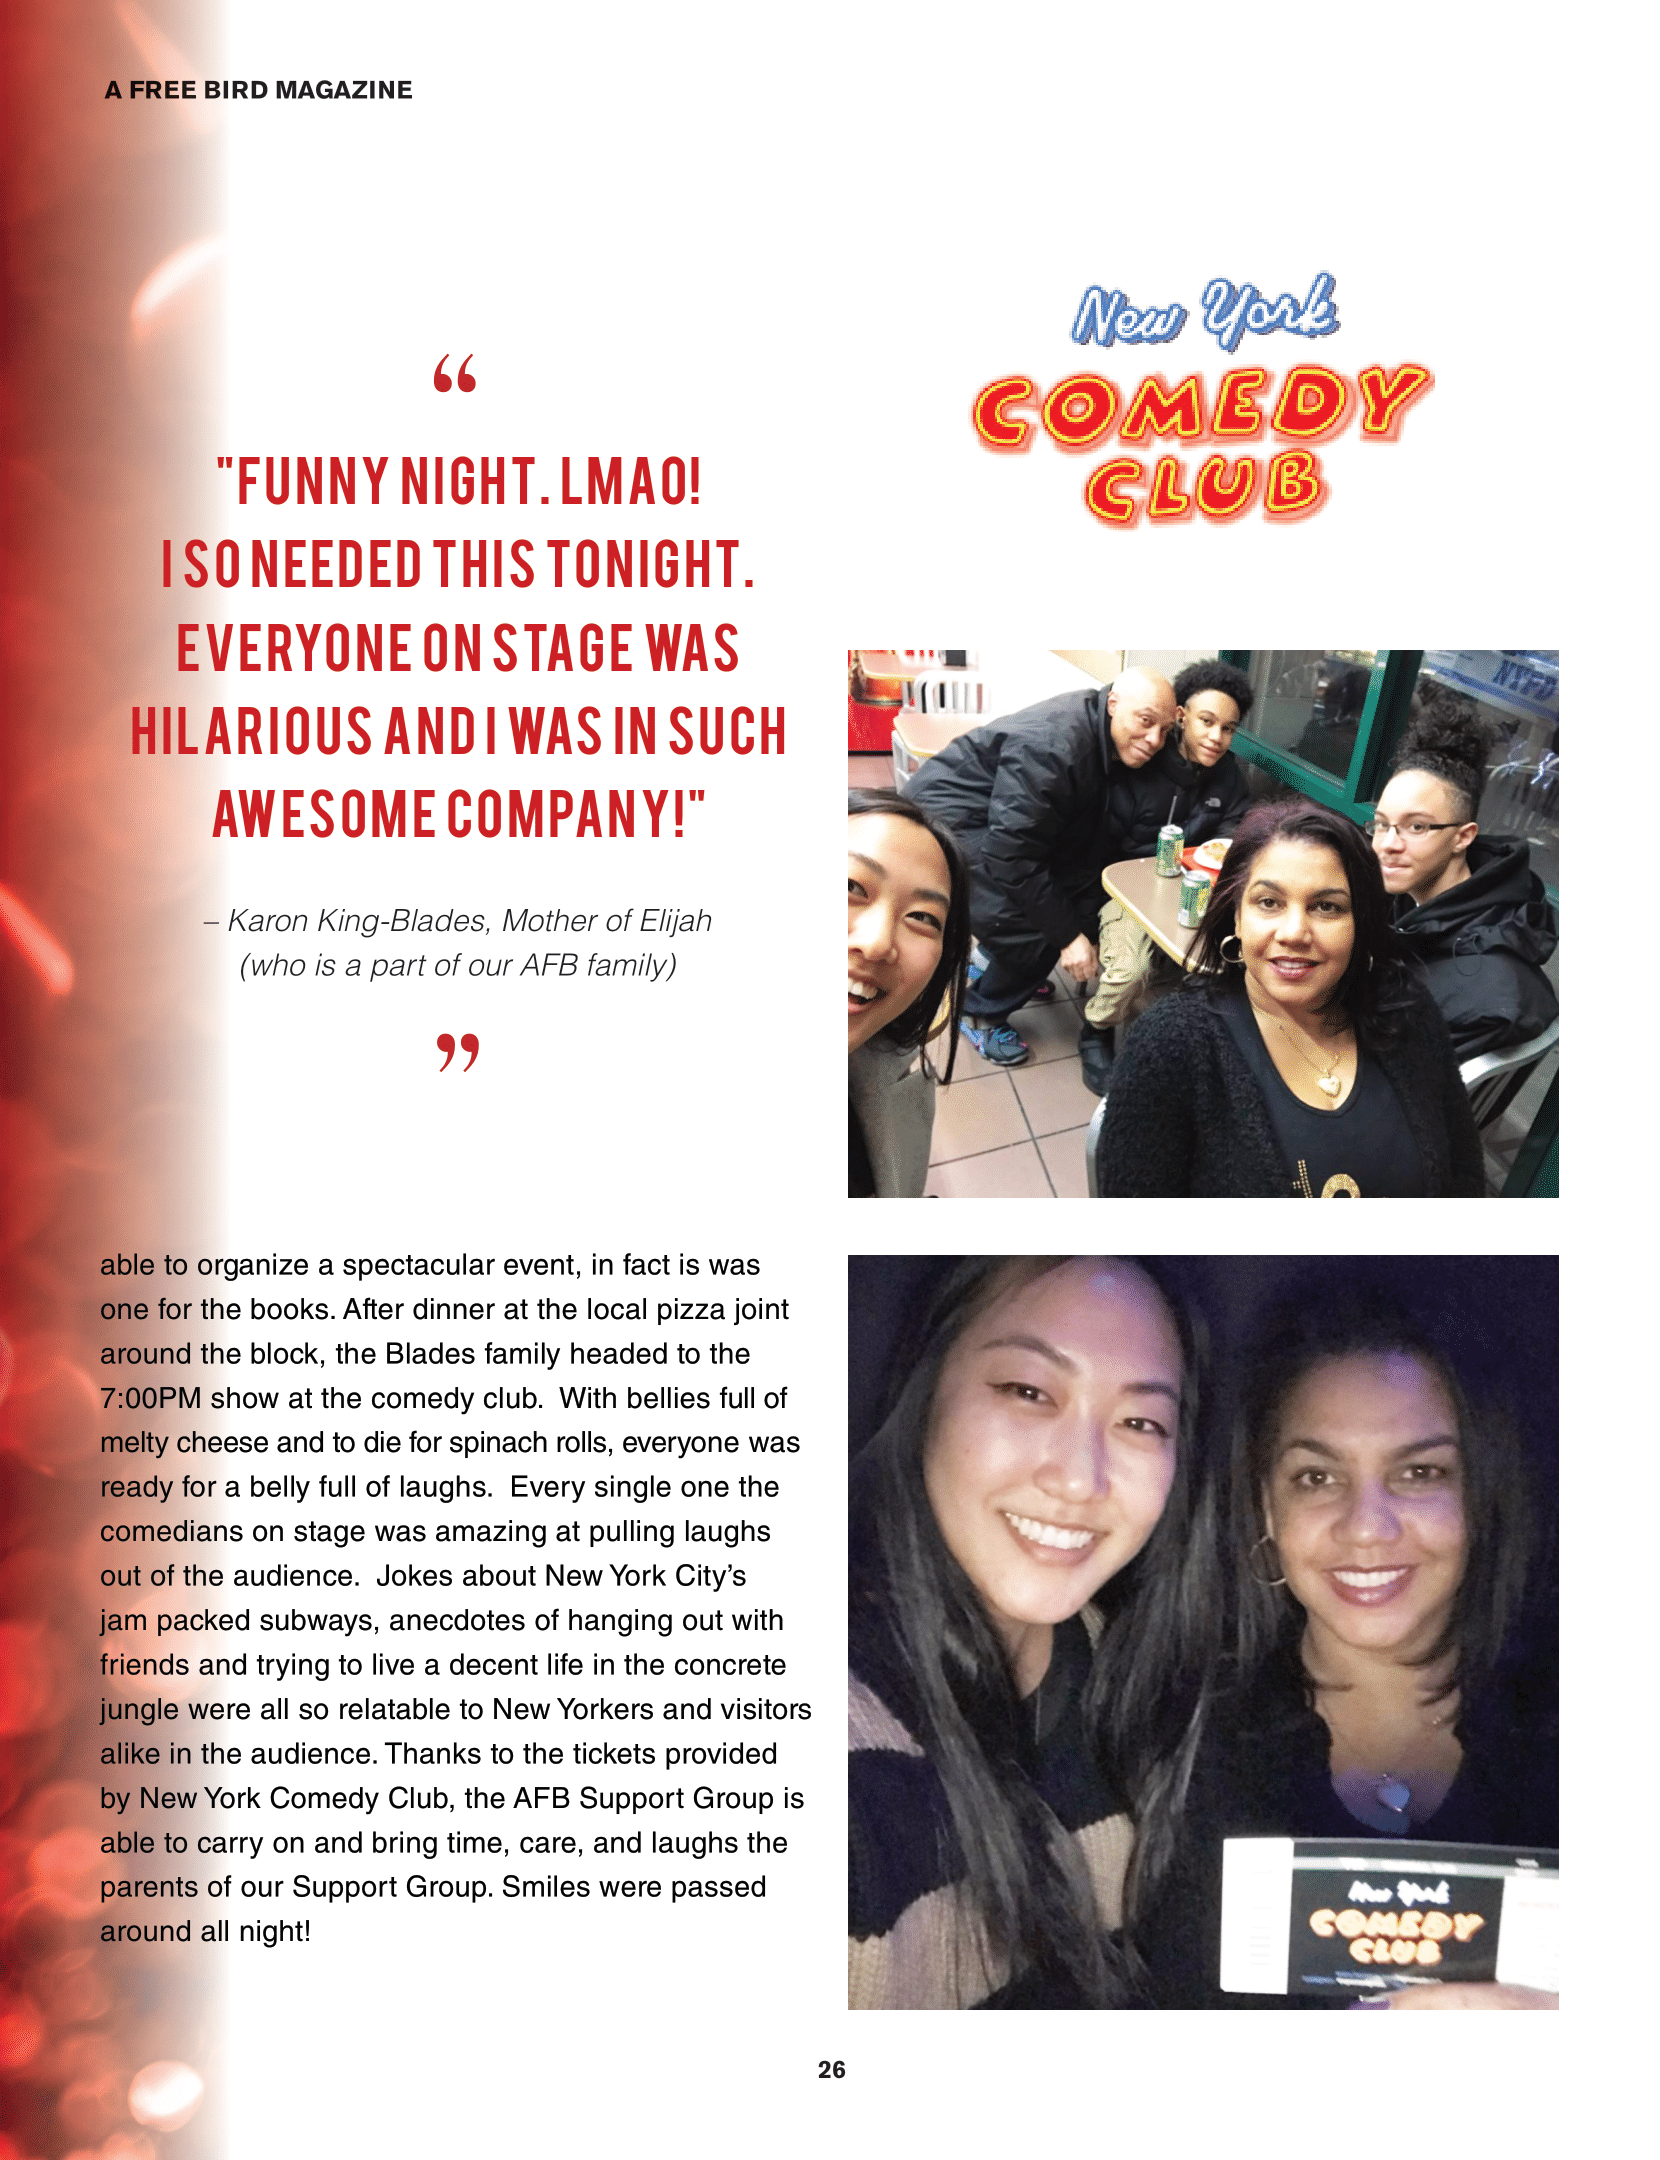 A FREE BIRD MAGAZINE
“
"FUNNY NIGHT. LMAO!
I SO NEEDED THIS TONIGHT.
EVERYONE ON STAGE WAS
HILARIOUS AND I WAS IN SUCH
AWESOME COMPANY!"
– Karon King-Blades, Mother of Elijah
(who is a part of our AFB family)
”
able to organize a spectacular event, in fact is was
one for the books. After dinner at the local pizza joint
around the block, the Blades family headed to the
7:00PM show at the comedy club.  With bellies full of
melty cheese and to die for spinach rolls, everyone was
ready for a belly full of laughs.  Every single one the
comedians on stage was amazing at pulling laughs
out of the audience.  Jokes about New York City’s
jam packed subways, anecdotes of hanging out with
friends and trying to live a decent life in the concrete
jungle were all so relatable to New Yorkers and visitors
alike in the audience. Thanks to the tickets provided
by New York Comedy Club, the AFB Support Group is
able to carry on and bring time, care, and laughs the
parents of our Support Group. Smiles were passed
around all night!
New York
COMEDY
CLUB
NYPD
New York
COMEDY
CLUB
26